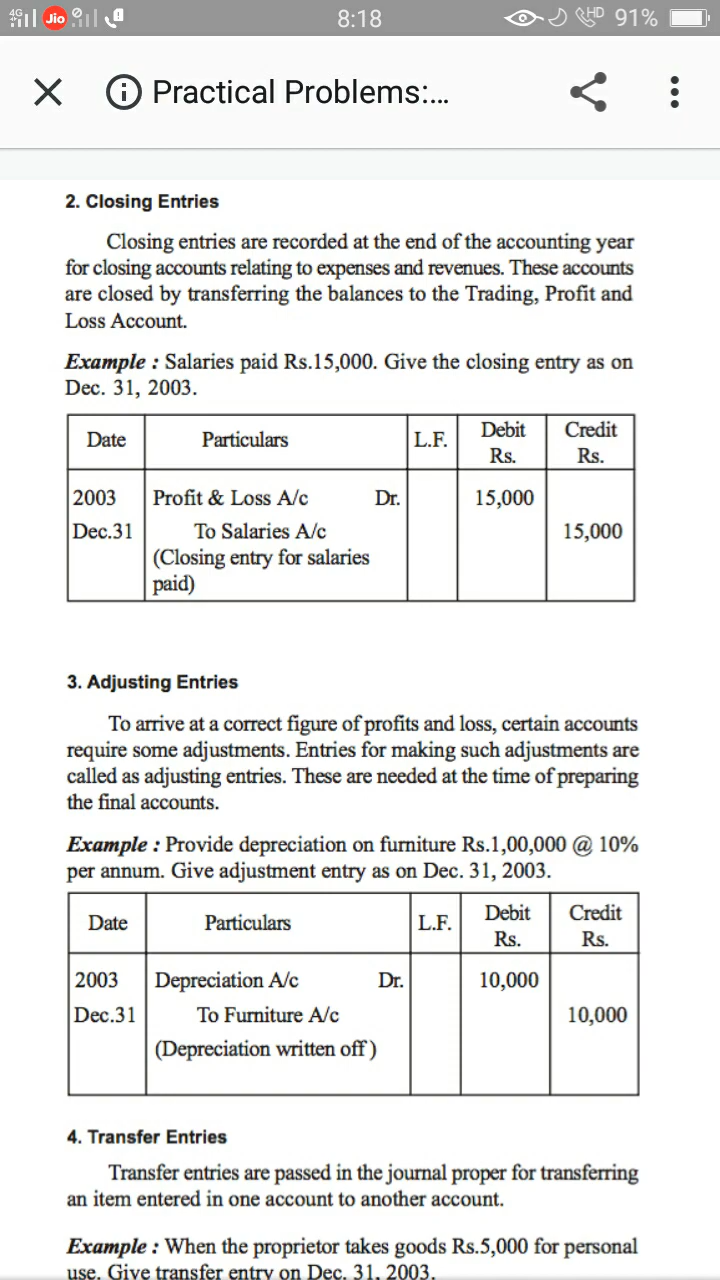 4G Jio 8:18 HD 91%
Practical Problems:...
2. Closing Entries
Closing entries are recorded at the end of the accounting year
for closing accounts relating to expenses and revenues. These accounts
are closed by transferring the balances to the Trading, Profit and
Loss Account.
Example : Salaries paid Rs.15,000. Give the closing entry as on
Dec. 31, 2003.
Date Particulars L.F. Debit Rs. Credit Rs.
2003 Profit & Loss A/c Dr. 15,000
Dec.31 To Salaries A/c 15,000
(Closing entry for salaries
paid)
3. Adjusting Entries
To arrive at a correct figure of profits and loss, certain accounts
require some adjustments. Entries for making such adjustments are
called as adjusting entries. These are needed at the time of preparing
the final accounts.
Example : Provide depreciation on furniture Rs.1,00,000 @ 10%
per annum. Give adjustment entry as on Dec. 31, 2003.
Date Particulars L.F. Debit Rs. Credit Rs.
2003 Depreciation A/c Dr. 10,000
Dec.31 To Furniture A/c 10,000
(Depreciation written off)
4. Transfer Entries
Transfer entries are passed in the journal proper for transferring
an item entered in one account to another account.
Example : When the proprietor takes goods Rs.5,000 for personal
use. Give transfer entry on Dec. 31, 2003.